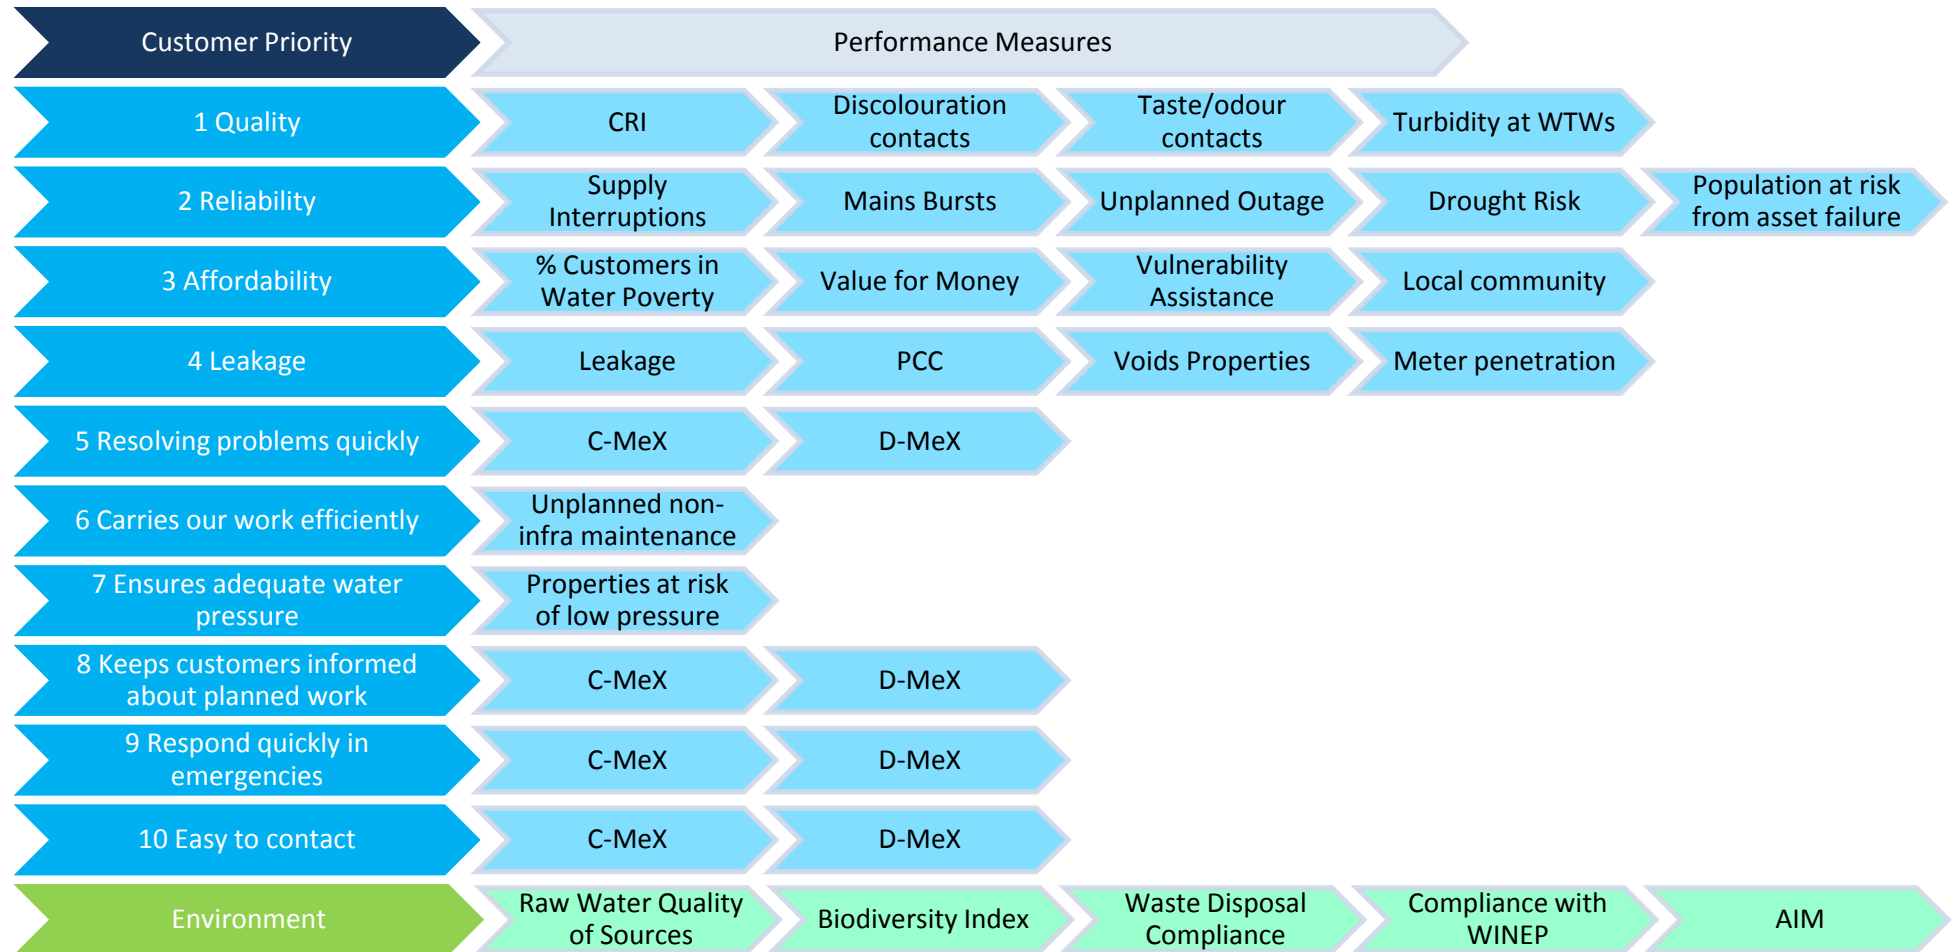 Customer Priority
Performance Measures
1 Quality
CRI
Discolouration
contacts
Taste/odour
contacts
Turbidity at WTWs
2 Reliability
Supply
Interruptions
Mains Bursts
Unplanned Outage
Drought Risk
Population at risk
from asset failure
3 Affordability
% Customers in
Water Poverty
Value for Money
Vulnerability
Assistance
Local community
4 Leakage
Leakage
PCC
Voids Properties
Meter penetration
5 Resolving problems quickly
C-MeX
D-MeX
6 Carries our work efficiently
Unplanned non-
infra maintenance
7 Ensures adequate water
pressure
Properties at risk
of low pressure
8 Keeps customers informed
about planned work
C-MeX
D-MeX
9 Respond quickly in
emergencies
C-MeX
D-MeX
10 Easy to contact
C-MeX
D-MeX
Environment
Raw Water Quality
of Sources
Biodiversity Index
Waste Disposal
Compliance
Compliance with
WINEP
AIM